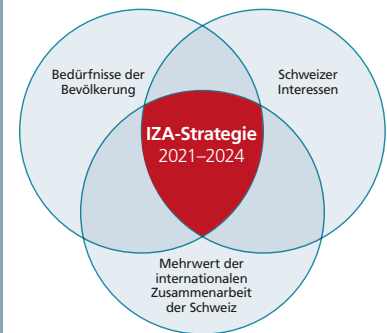 Bedürfnisse der
Bevölkerung
Schweizer
Interessen
IZA-Strategie
2021–2024
Mehrwert der
internationalen
Zusammenarbeit
der Schweiz